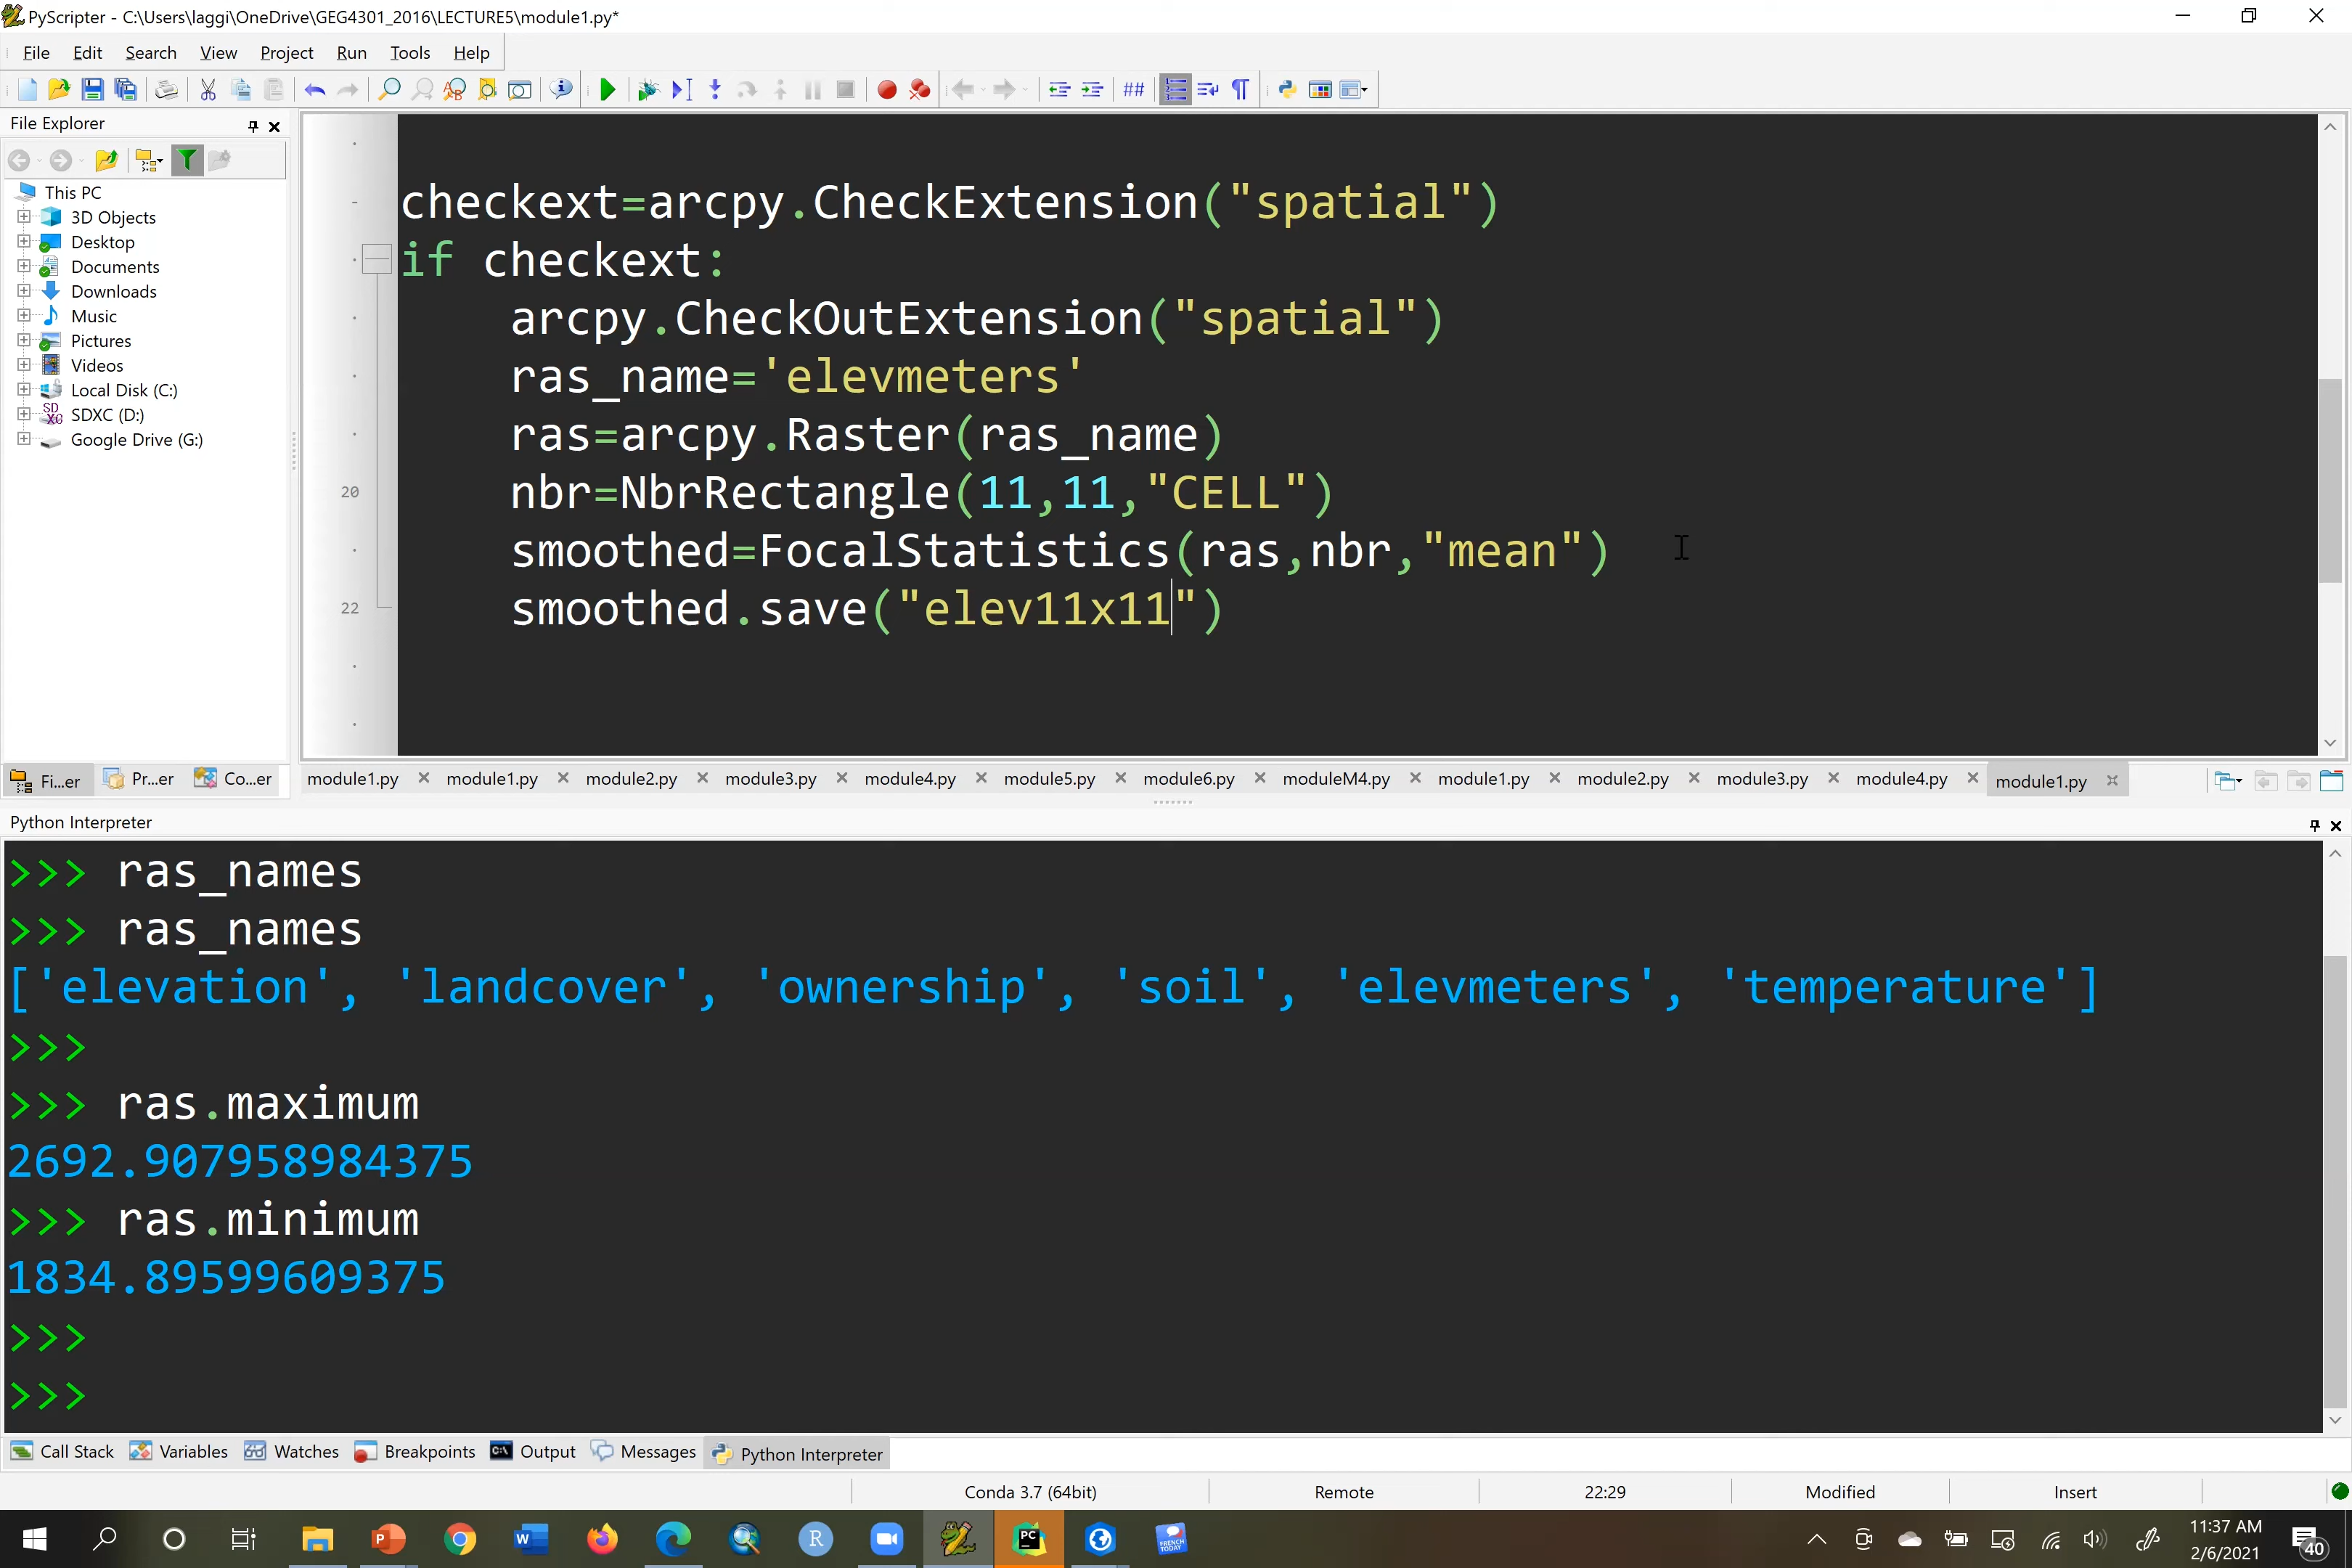 PyScripter - C:\Users\laggi\OneDrive\GEG4301_2016\LECTURE5\module1.py*
File Edit Search View Project Run Tools Help
##
File Explorer
This PC
3D Objects
Desktop
Documents
Downloads
Music
Pictures
Videos
Local Disk (C:)
SDXC (D:)
Google Drive (G:)
Fi...er Pr...er Co...er
checkext=arcpy.CheckExtension("spatial")
if checkext:
arcpy.CheckOutExtension("spatial")
ras_name='elevmeters'
ras=arcpy.Raster(ras_name)
20 nbr=NbrRectangle(11,11,"CELL")
smoothed=FocalStatistics(ras,nbr,"mean")
22 smoothed.save("elev11x11")
module1.py module1.py module2.py module3.py module4.py module5.py module6.py moduleM4.py module1.py module2.py module3.py module4.py module1.py
Python Interpreter
>>> ras_names
>>> ras_names
['elevation', 'landcover', 'ownership', 'soil', 'elevmeters', 'temperature']
>>>
>>> ras.maximum
2692.907958984375
>>> ras.minimum
1834.89599609375
>>>
>>>
Call Stack Variables Watches Breakpoints Output Messages Python Interpreter
Conda 3.7 (64bit) Remote 22:29 Modified Insert
11:37 AM
2/6/2021
40